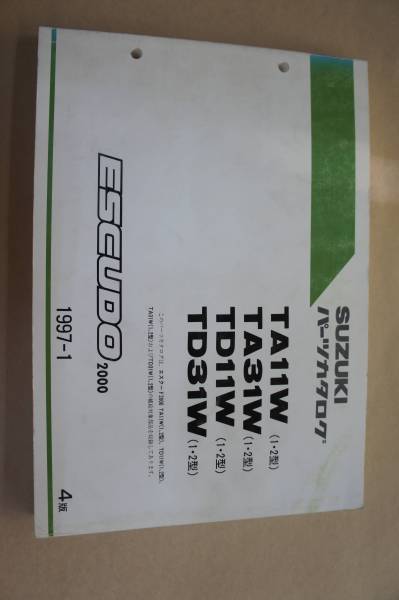 SUZUKI
パーツカタログ
TA11W (1・2型)
TA31W (1・2型)
TD11W (1・2型)
TD31W (1・2型)
ESCUDO 2000
1997-1
4版